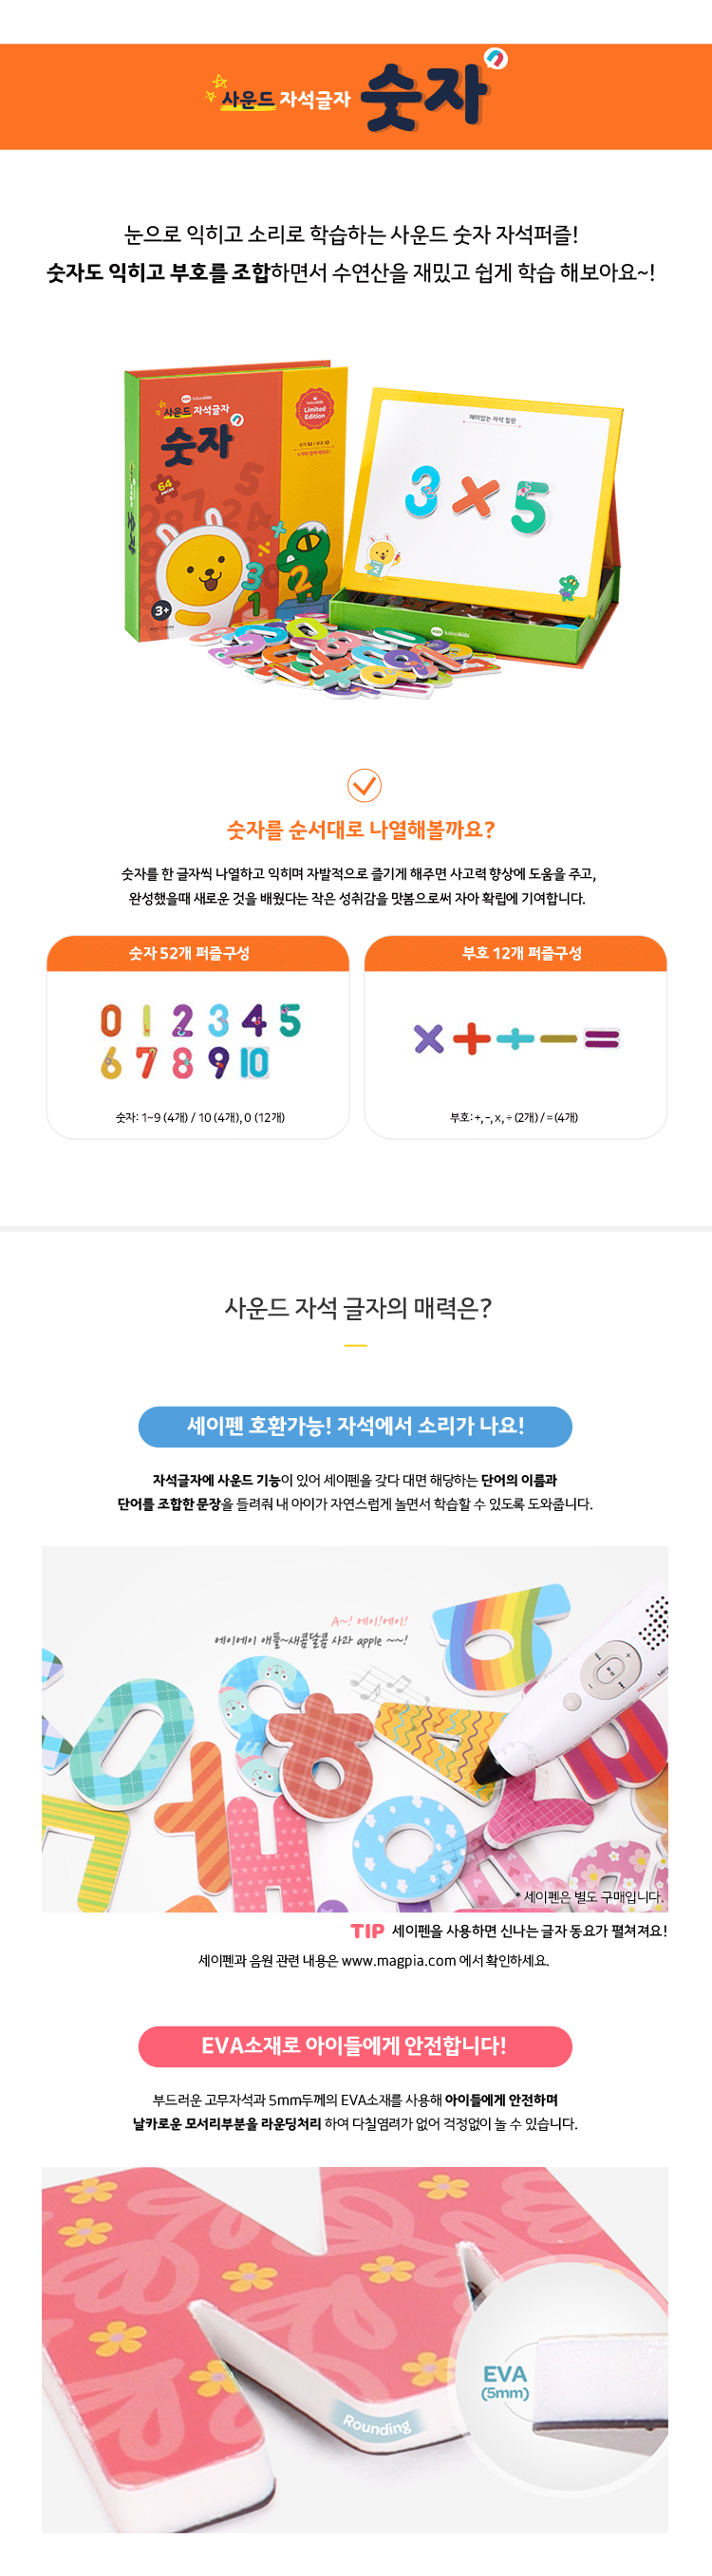 사운드 자석글자 숫자
눈으로 익히고 소리로 학습하는 사운드 숫자 자석퍼즐!
숫자도 익히고 부호를 조합하면서 수연산을 재밌고 쉽게 학습 해보아요~!
kakaokids
사운드 자석글자
숫자
Limited
Edition
64
3+
재미있는 자석 칠판
3 × 5
kakaokids
숫자를 순서대로 나열해볼까요?
숫자를 한 글자씩 나열하고 익히며 자발적으로 즐기게 해주면 사고력 향상에 도움을 주고,
완성했을때 새로운 것을 배웠다는 작은 성취감을 맛봄으로써 자아 확립에 기여합니다.
숫자 52개 퍼즐구성
0 1 2 3 4 5
6 7 8 9 10
숫자: 1~9 (4개) / 10 (4개), 0 (12개)
부호 12개 퍼즐구성
× + ÷ − =
부호: +, -, x, ÷ (2개) / = (4개)
사운드 자석 글자의 매력은?
세이펜 호환가능! 자석에서 소리가 나요!
자석글자에 사운드 기능이 있어 세이펜을 갖다 대면 해당하는 단어의 이름과
단어를 조합한 문장을 들려줘 내 아이가 자연스럽게 놀면서 학습할 수 있도록 도와줍니다.
A~! 에이!에이!
에이에이 애플~새콤달콤 사과 apple ~~!
REC
* 세이펜은 별도 구매입니다.
TIP 세이펜을 사용하면 신나는 글자 동요가 펼쳐져요!
세이펜과 음원 관련 내용은 www.magpia.com 에서 확인하세요.
EVA소재로 아이들에게 안전합니다!
부드러운 고무자석과 5mm두께의 EVA소재를 사용해 아이들에게 안전하며
날카로운 모서리부분을 라운딩처리 하여 다칠염려가 없어 걱정없이 놀 수 있습니다.
EVA
(5mm)
Rounding